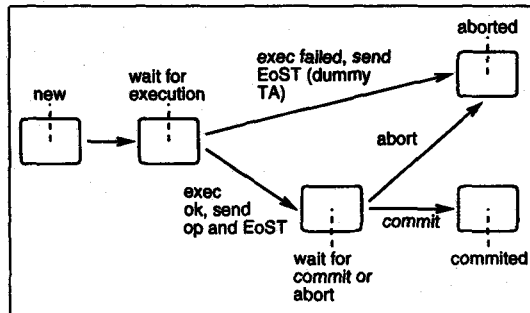 aborted
exec failed, send
EoST (dummy
TA)
wait for
execution
new
abort
exec
ok, send
op and EoST
commit
wait for
commit or
abort
commited